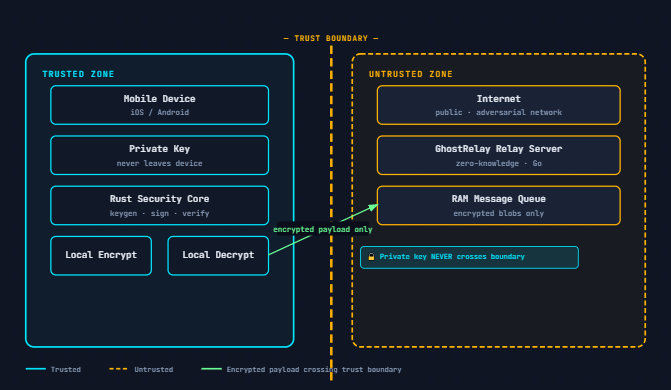 — TRUST BOUNDARY —
TRUSTED ZONE
Mobile Device
iOS / Android
Private Key
never leaves device
Rust Security Core
keygen · sign · verify
Local Encrypt
Local Decrypt
encrypted payload only
UNTRUSTED ZONE
Internet
public · adversarial network
GhostRelay Relay Server
zero-knowledge · Go
RAM Message Queue
encrypted blobs only
🔒 Private key NEVER crosses boundary
Trusted
Untrusted
Encrypted payload crossing trust boundary